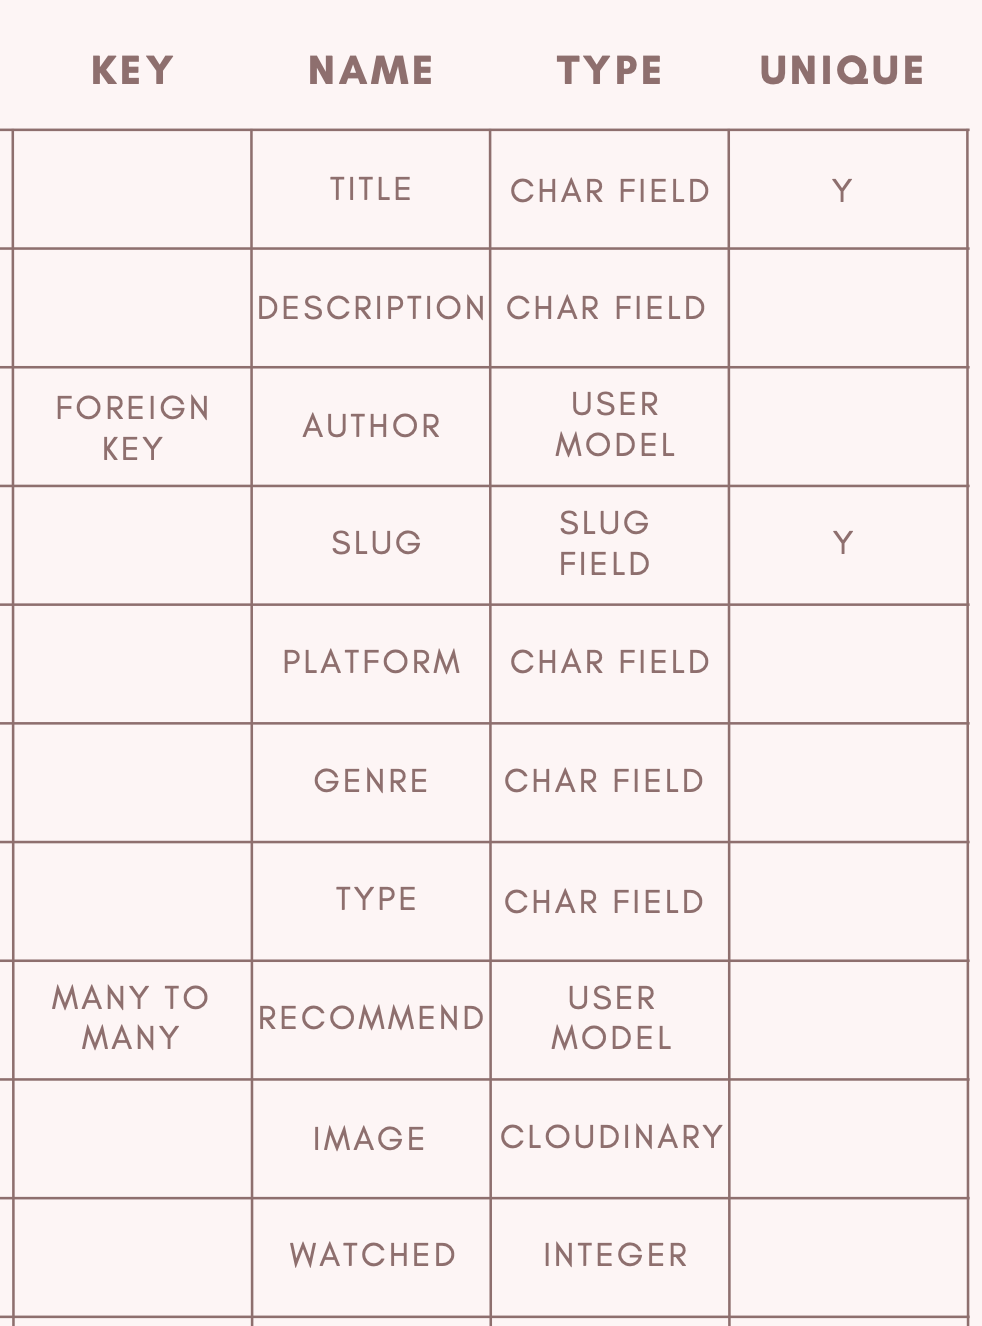 KEY NAME TYPE UNIQUE
TITLE CHAR FIELD Y
DESCRIPTION CHAR FIELD
FOREIGN
KEY
AUTHOR
USER
MODEL
SLUG
SLUG
FIELD
Y
PLATFORM CHAR FIELD
GENRE CHAR FIELD
TYPE CHAR FIELD
MANY TO
MANY
RECOMMEND
USER
MODEL
IMAGE CLOUDINARY
WATCHED INTEGER